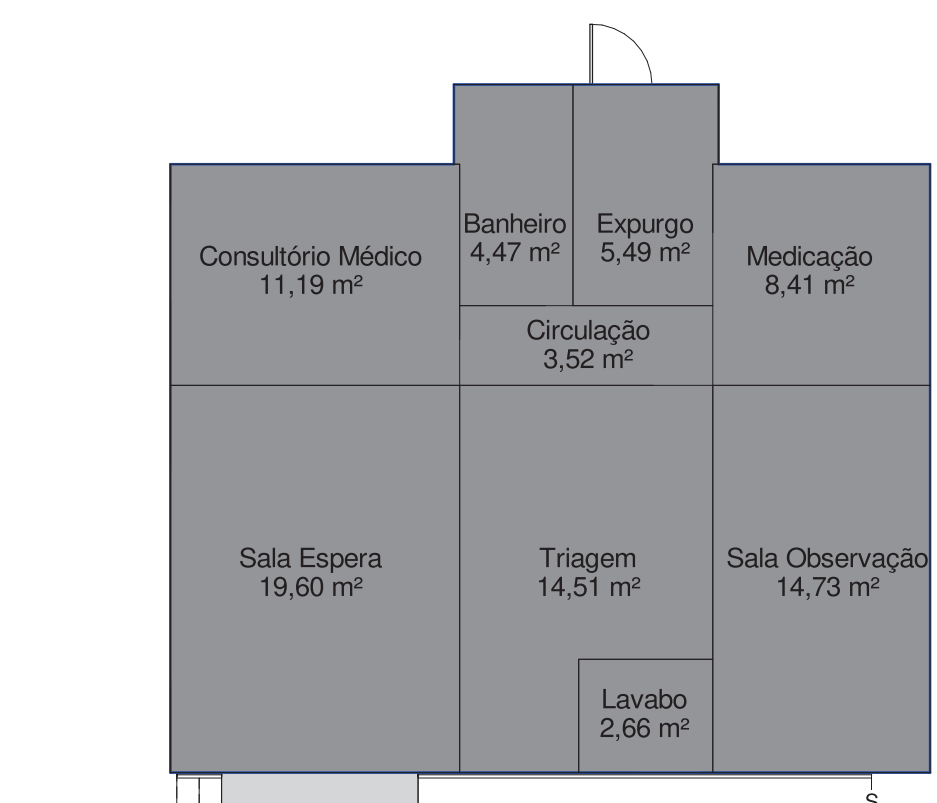 Banheiro
4,47 m²
Expurgo
5,49 m²
Consultório Médico
11,19 m²
Medicação
8,41 m²
Circulação
3,52 m²
Sala Espera
19,60 m²
Triagem
14,51 m²
Sala Observação
14,73 m²
Lavabo
2,66 m²
S